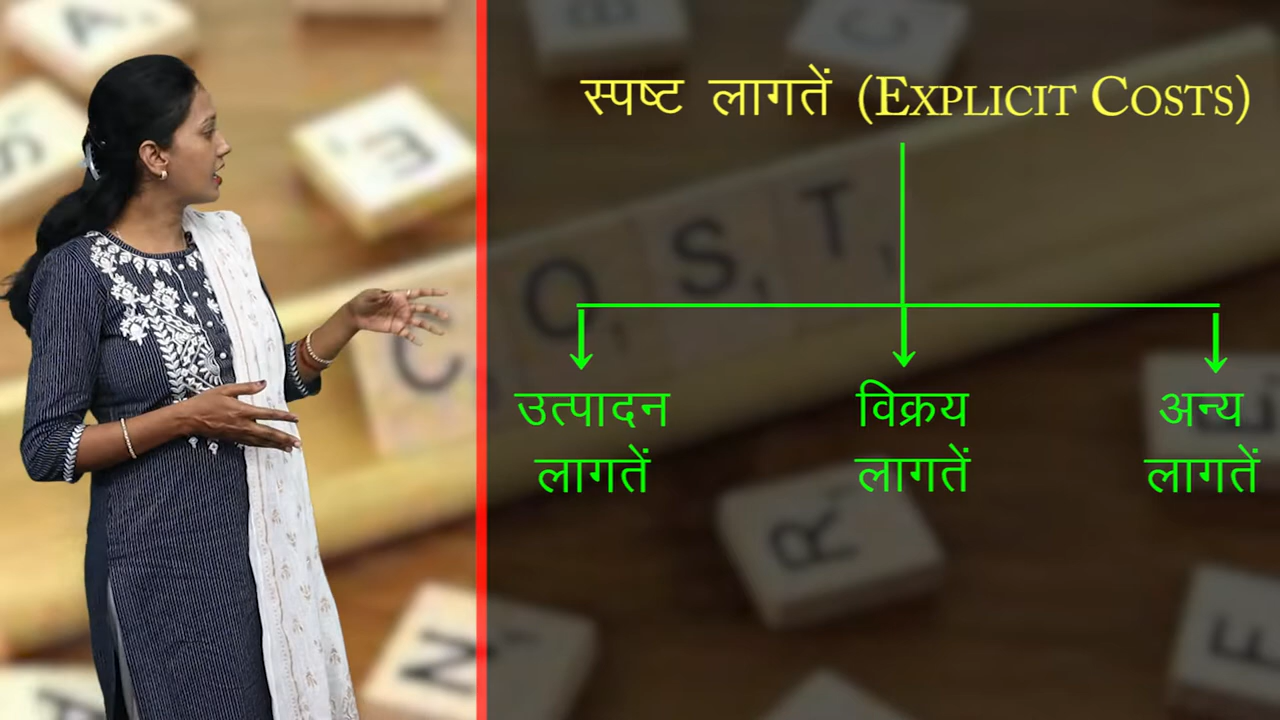 स्पष्ट लागतें (EXPLICIT COSTS)
उत्पादन
लागतें
विक्रय
लागतें
अन्य
लागतें
A
B
C
S
E
C O S T
R
N
E